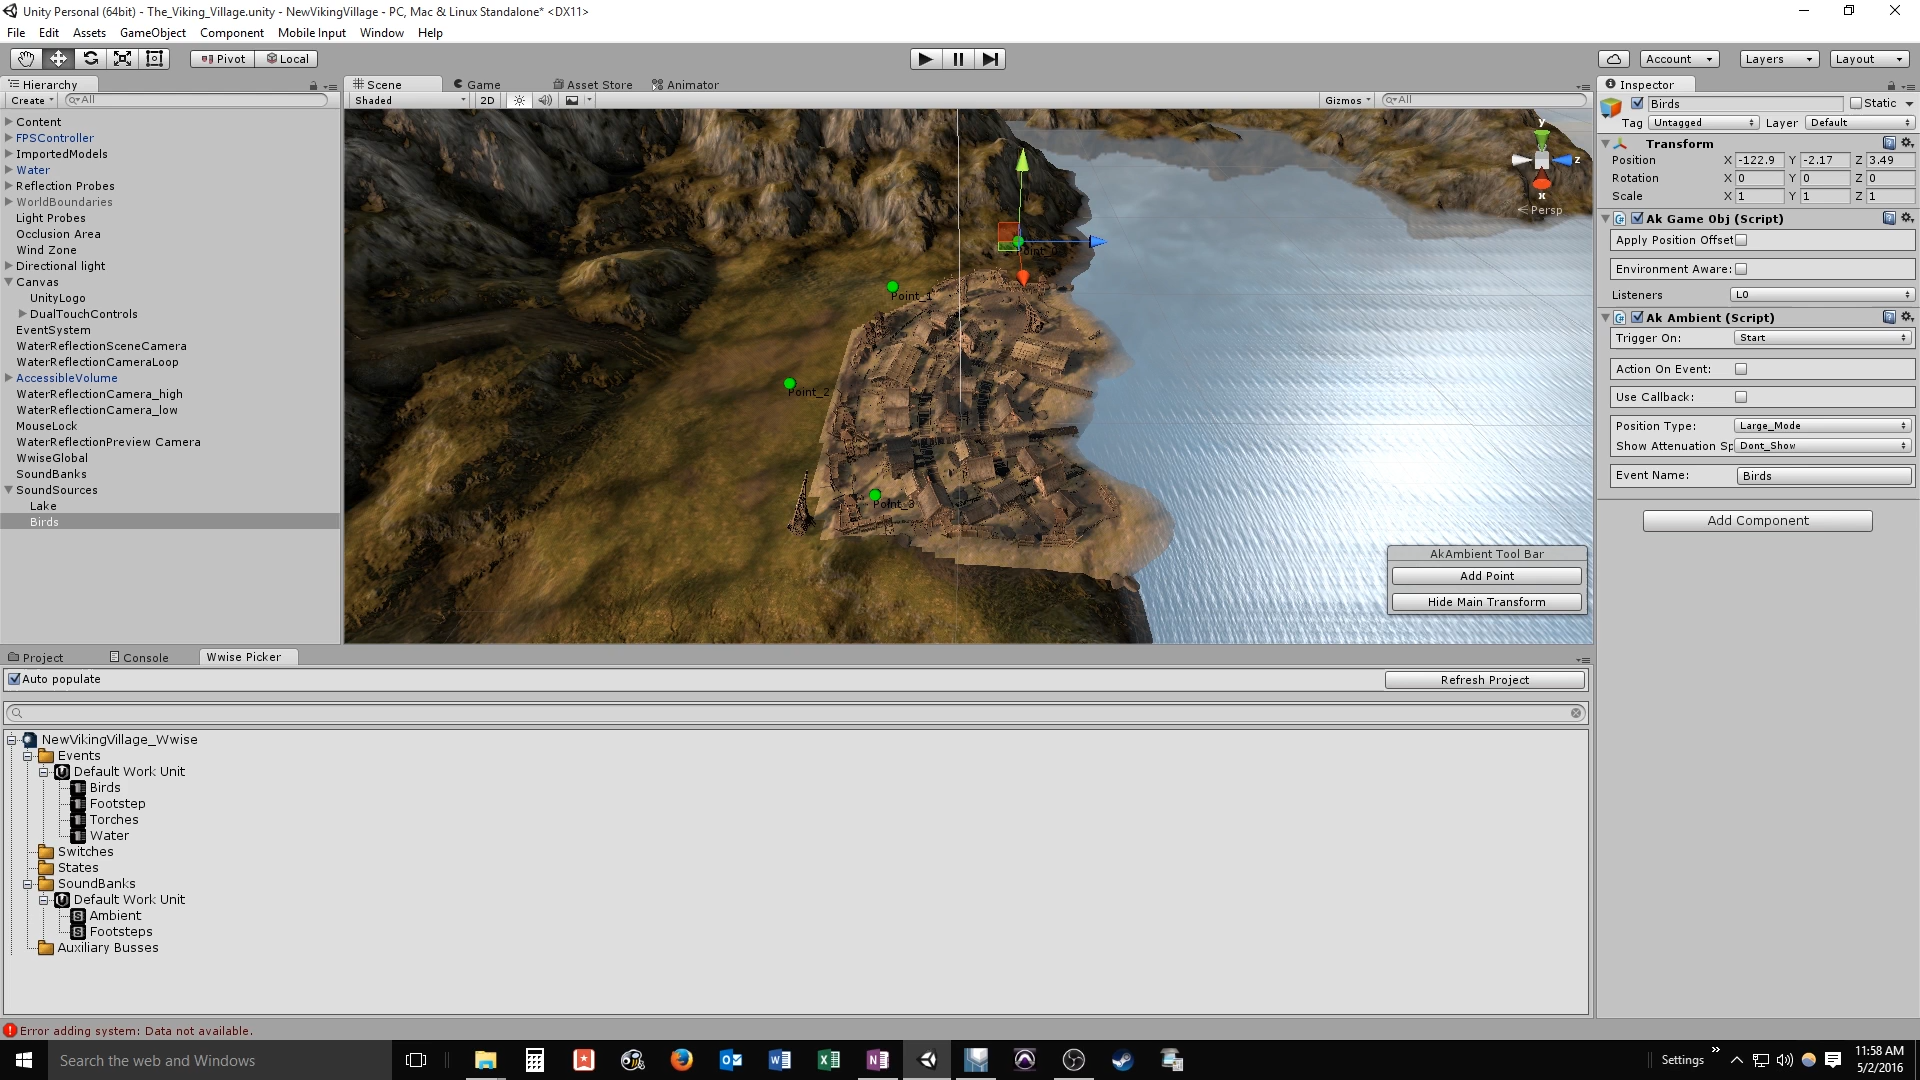 Unity Personal (64bit) - The_Viking_Village.unity - NewVikingVillage - PC, Mac & Linux Standalone* <DX11>
File Edit Assets GameObject Component Mobile Input Window Help
Pivot Local Account Layers Layout
Hierarchy Scene Game Asset Store Animator Inspector
Create All Shaded 2D Gizmos All
Birds Static
Tag Untagged Layer Default
Transform
Position X -122.9 Y -2.17 Z 3.49
Rotation X 0 Y 0 Z 0
Scale X 1 Y 1 Z 1
Ak Game Obj (Script)
Apply Position Offset
Environment Aware:
Listeners L0
Ak Ambient (Script)
Trigger On: Start
Action On Event:
Use Callback:
Position Type: Large_Mode
Show Attenuation Sp Dont_Show
Event Name: Birds
Add Component
Content
FPSController
ImportedModels
Water
Reflection Probes
WorldBoundaries
Light Probes
Occlusion Area
Wind Zone
Directional light
Canvas
UnityLogo
DualTouchControls
EventSystem
WaterReflectionSceneCamera
WaterReflectionCameraLoop
AccessibleVolume
WaterReflectionCamera_high
WaterReflectionCamera_low
MouseLock
WaterReflectionPreview Camera
WwiseGlobal
SoundBanks
SoundSources
Lake
Birds
y
z
x
Persp
Point_1
Point_2
Point_3
AkAmbient Tool Bar
Add Point
Hide Main Transform
Project Console Wwise Picker
Auto populate Refresh Project
NewVikingVillage_Wwise
Events
Default Work Unit
Birds
Footstep
Torches
Water
Switches
States
SoundBanks
Default Work Unit
Ambient
Footsteps
Auxiliary Busses
Error adding system: Data not available.
Search the web and Windows
Settings
11:58 AM
5/2/2016